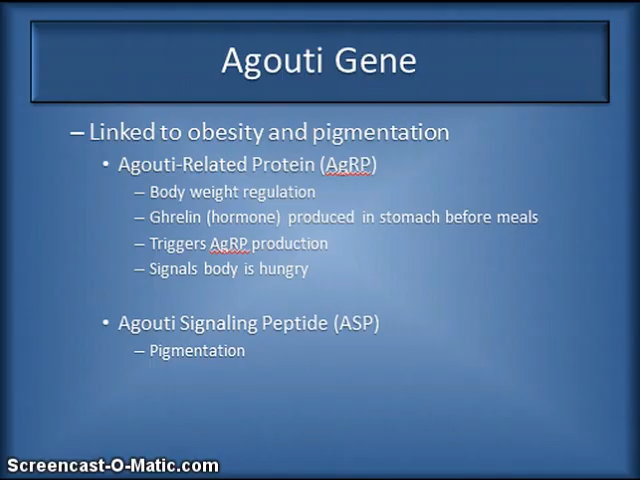 Agouti Gene
– Linked to obesity and pigmentation
• Agouti-Related Protein (AgRP)
– Body weight regulation
– Ghrelin (hormone) produced in stomach before meals
– Triggers AgRP production
– Signals body is hungry
• Agouti Signaling Peptide (ASP)
– Pigmentation
Screencast-O-Matic.com